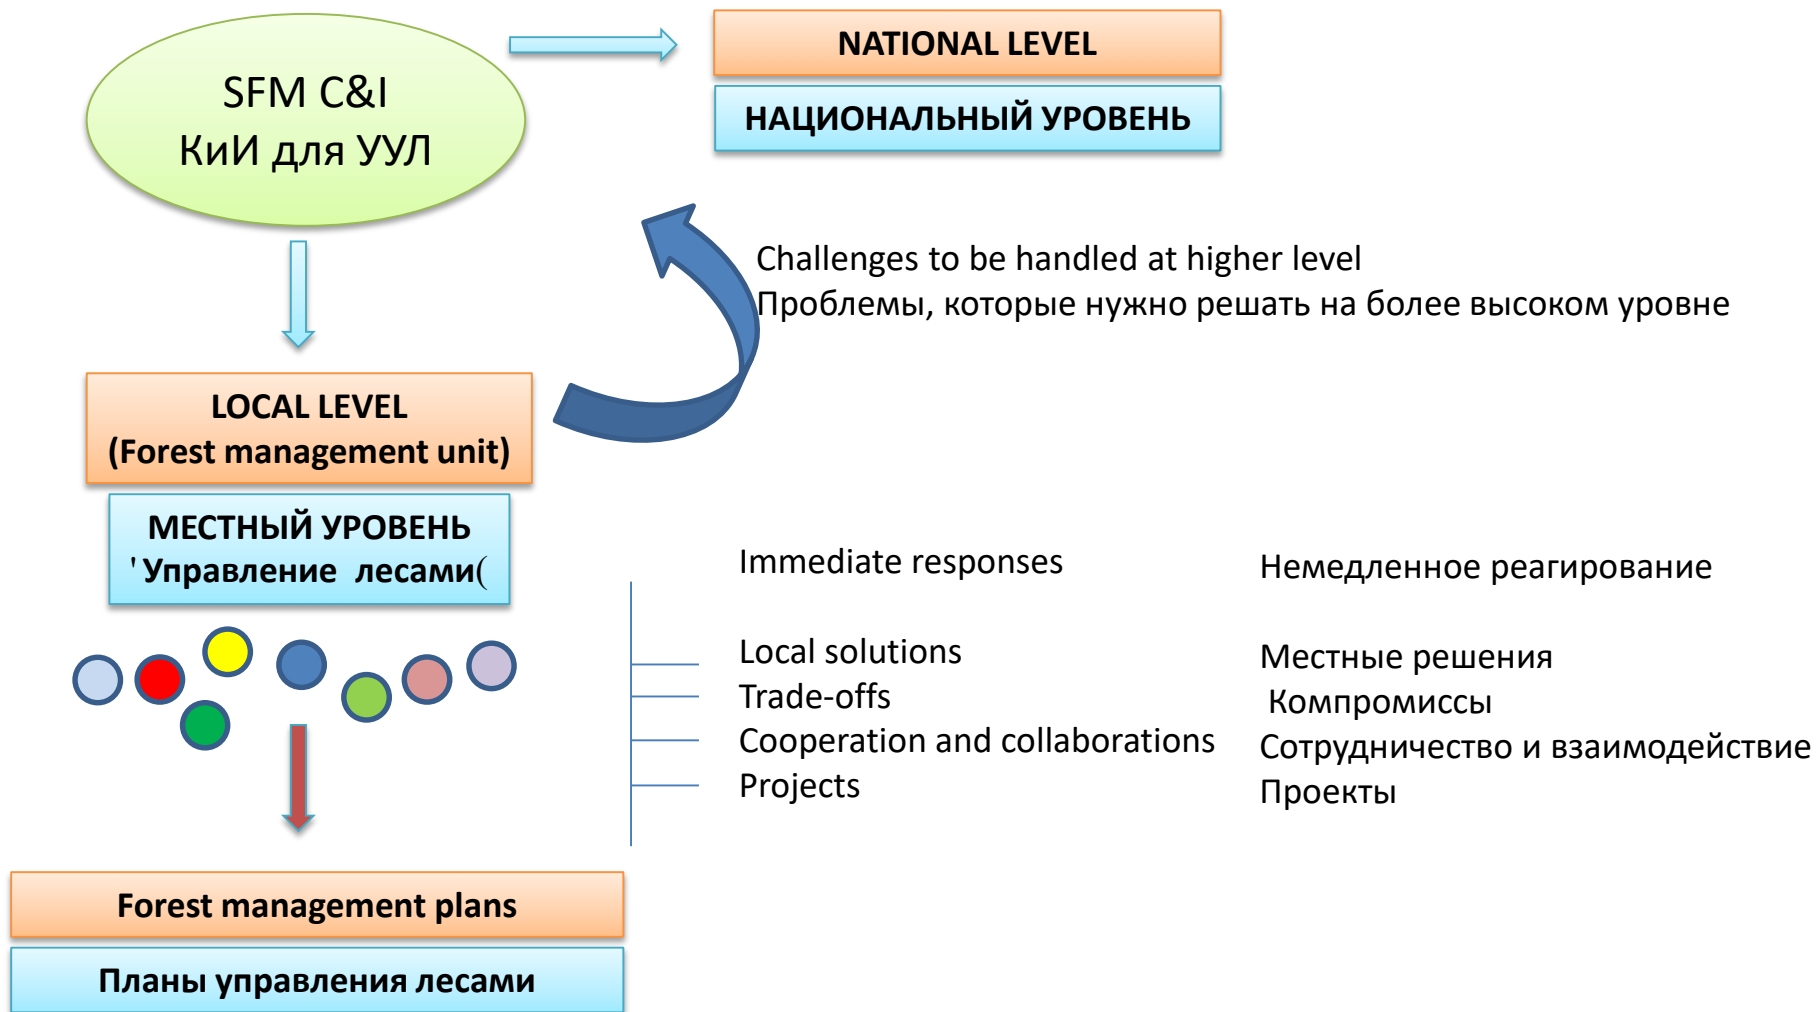 SFM C&I
КиИ для УУЛ
NATIONAL LEVEL
НАЦИОНАЛЬНЫЙ УРОВЕНЬ
Challenges to be handled at higher level
Проблемы, которые нужно решать на более высоком уровне
LOCAL LEVEL
(Forest management unit)
МЕСТНЫЙ УРОВЕНЬ
'Управление лесами(
Immediate responses
Local solutions
Trade-offs
Cooperation and collaborations
Projects
Немедленное реагирование
Местные решения
Компромиссы
Сотрудничество и взаимодействие
Проекты
Forest management plans
Планы управления лесами